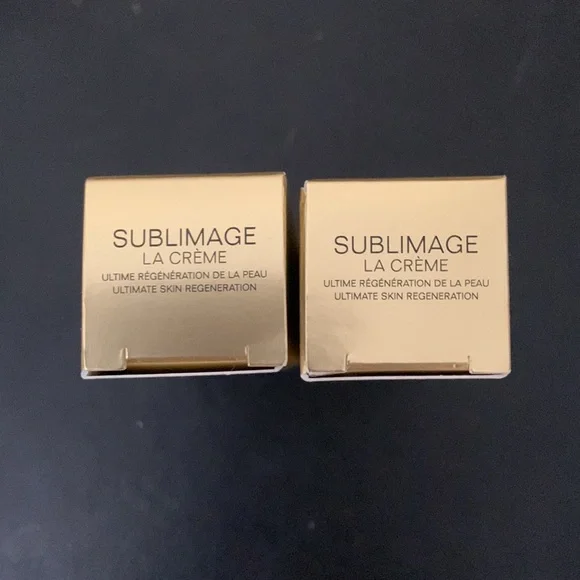 SUBLIMAGE
LA CRÈME
ULTIME RÉGÉNÉRATION DE LA PEAU
ULTIMATE SKIN REGENERATION
SUBLIMAGE
LA CRÈME
ULTIME RÉGÉNÉRATION DE LA PEAU
ULTIMATE SKIN REGENERATION